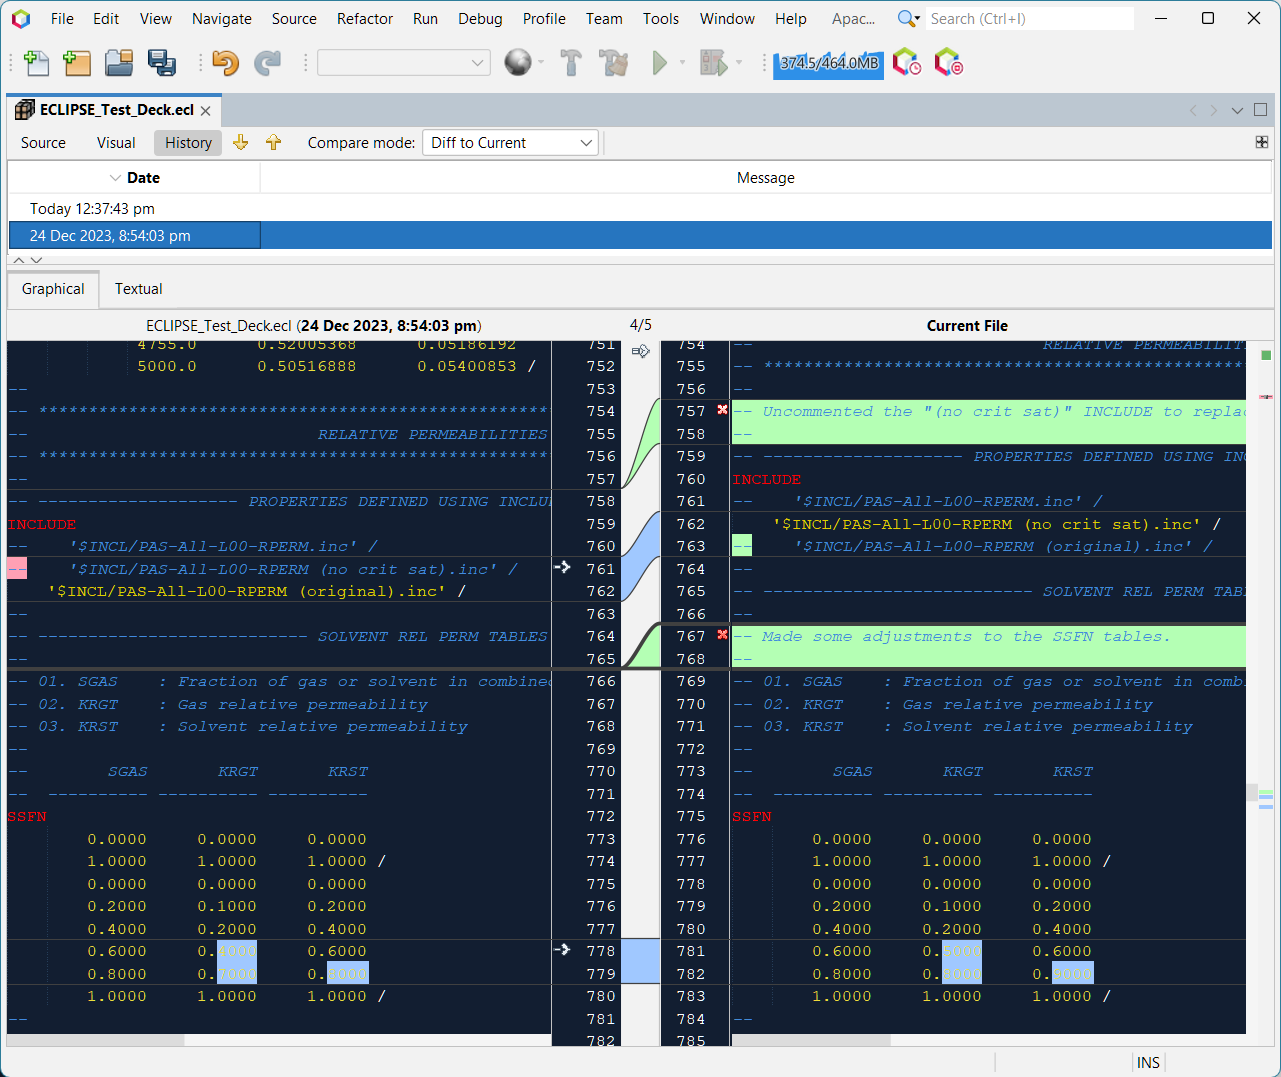 File Edit View Navigate Source Refactor Run Debug Profile Team Tools Window Help Apac... Search (Ctrl+I)
374.5/464.0MB
ECLIPSE_Test_Deck.ecl
Source Visual History Compare mode: Diff to Current
Date Message
Today 12:37:43 pm
24 Dec 2023, 8:54:03 pm
Graphical Textual
ECLIPSE_Test_Deck.ecl (24 Dec 2023, 8:54:03 pm) 4/5 Current File
4755.0 0.52005368 0.05186192 751 754 -- RELATIVE PERMEABILITI
5000.0 0.50516888 0.05400853 / 752 755 -- ************************************************
-- 753 756 --
-- *************************************************** 754 757 -- Uncommented the "(no crit sat)" INCLUDE to repla
-- RELATIVE PERMEABILITIES 755 758 --
-- *************************************************** 756 759 -- -------------------- PROPERTIES DEFINED USING INC
-- 757 760 INCLUDE
-- -------------------- PROPERTIES DEFINED USING INCLU 758 761 -- '$INCL/PAS-All-L00-RPERM.inc' /
INCLUDE 759 762 '$INCL/PAS-All-L00-RPERM (no crit sat).inc' /
-- '$INCL/PAS-All-L00-RPERM.inc' / 760 763 -- '$INCL/PAS-All-L00-RPERM (original).inc' /
-- '$INCL/PAS-All-L00-RPERM (no crit sat).inc' / 761 764 --
'$INCL/PAS-All-L00-RPERM (original).inc' / 762 765 -- --------------------------- SOLVENT REL PERM TAB
-- 763 766 --
-- --------------------------- SOLVENT REL PERM TABLES 764 767 -- Made some adjustments to the SSFN tables.
-- 765 768 --
-- 01. SGAS : Fraction of gas or solvent in combine 766 769 -- 01. SGAS : Fraction of gas or solvent in comb
-- 02. KRGT : Gas relative permeability 767 770 -- 02. KRGT : Gas relative permeability
-- 03. KRST : Solvent relative permeability 768 771 -- 03. KRST : Solvent relative permeability
-- 769 772 --
-- SGAS KRGT KRST 770 773 -- SGAS KRGT KRST
-- ---------- ---------- ---------- 771 774 -- ---------- ---------- ----------
SSFN 772 775 SSFN
0.0000 0.0000 0.0000 773 776 0.0000 0.0000 0.0000
1.0000 1.0000 1.0000 / 774 777 1.0000 1.0000 1.0000 /
0.0000 0.0000 0.0000 775 778 0.0000 0.0000 0.0000
0.2000 0.1000 0.2000 776 779 0.2000 0.1000 0.2000
0.4000 0.2000 0.4000 777 780 0.4000 0.2000 0.4000
0.6000 0.4000 0.6000 778 781 0.6000 0.5000 0.6000
0.8000 0.7000 0.8000 779 782 0.8000 0.8000 0.9000
1.0000 1.0000 1.0000 / 780 783 1.0000 1.0000 1.0000 /
-- 781 784 --
782 785
INS